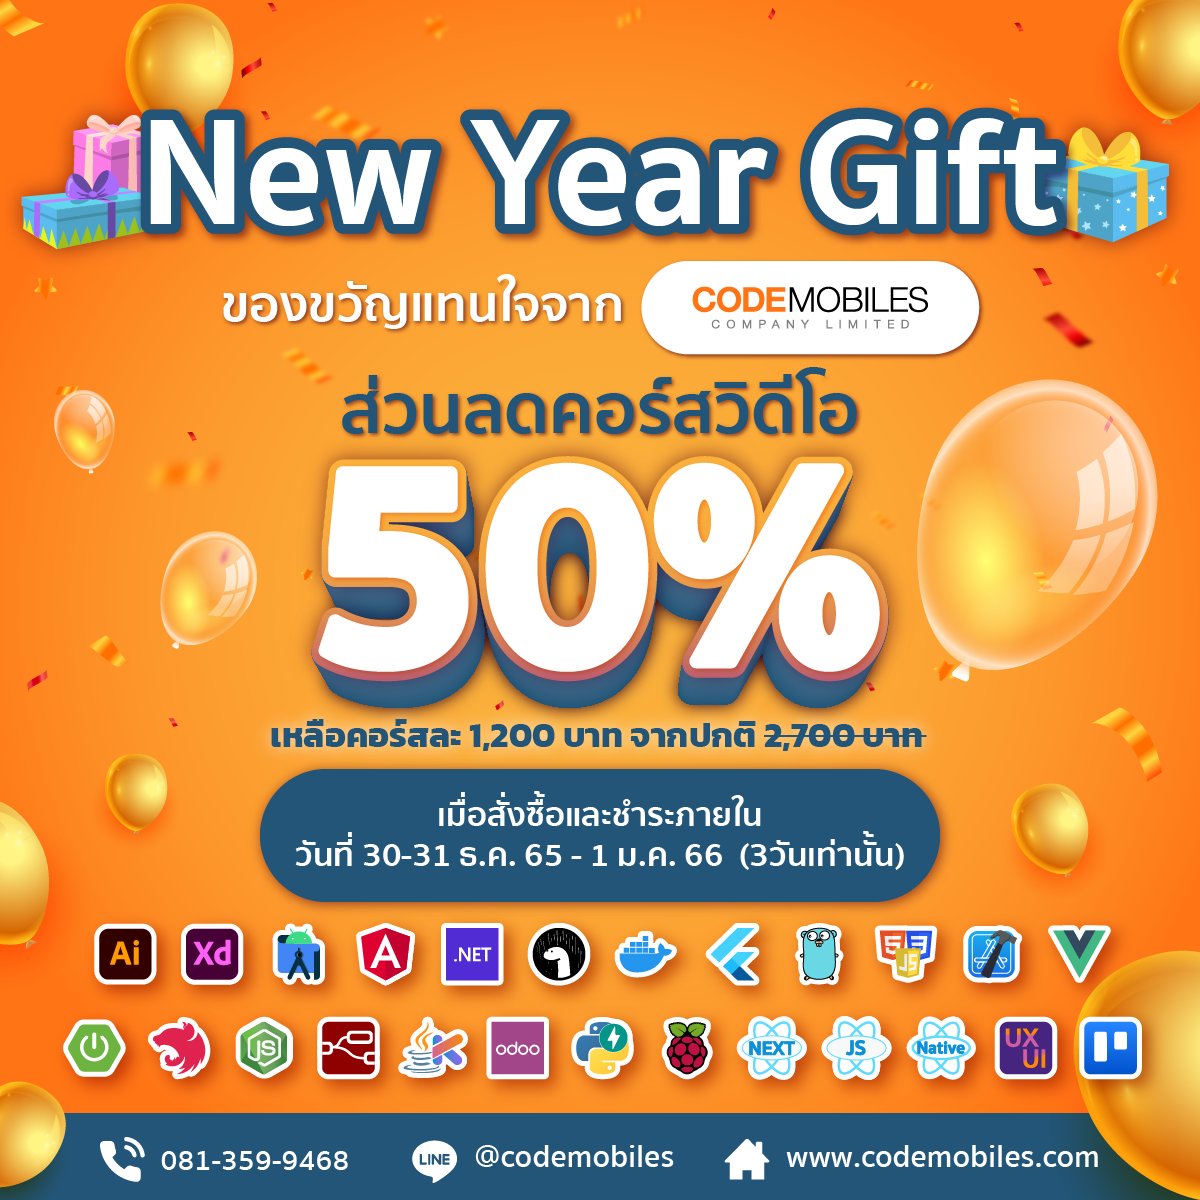 New Year Gift
ของขวัญแทนใจจาก CODEMOBILES
COMPANY LIMITED
ส่วนลดคอร์สวิดีโอ
50%
เหลือคอร์สละ 1,200 บาท จากปกติ 2,700 บาท
เมื่อสั่งซื้อและชำระภายใน
วันที่ 30-31 ธ.ค. 65 - 1 ม.ค. 66 (3วันเท่านั้น)
Ai Xd A .NET 5 3 JS
JS odoo NEXT JS Native UX UI
081-359-9468 LINE @codemobiles www.codemobiles.com